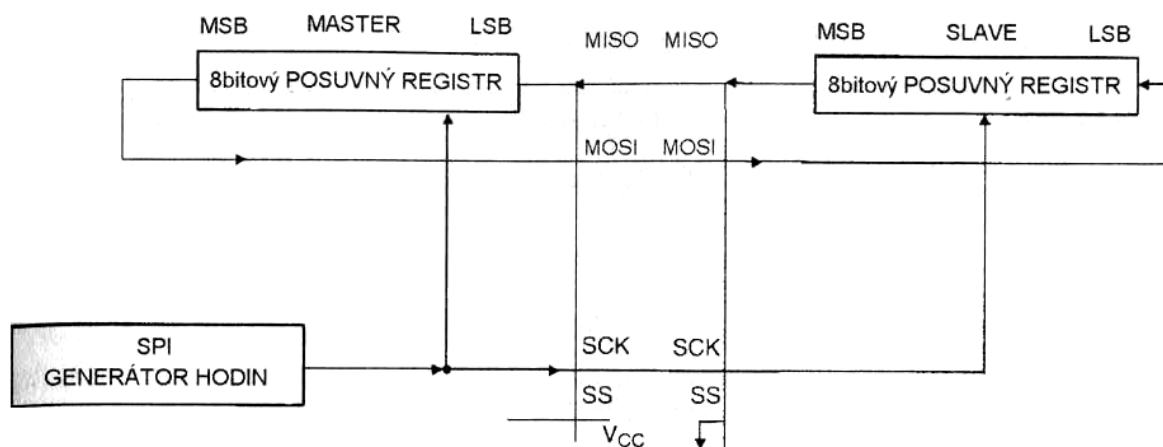 MSB MASTER LSB MISO MISO MSB SLAVE LSB
8bitový POSUVNÝ REGISTR 8bitový POSUVNÝ REGISTR
MOSI MOSI
SPI
GENERÁTOR HODIN
SCK SCK
SS SS
VCC